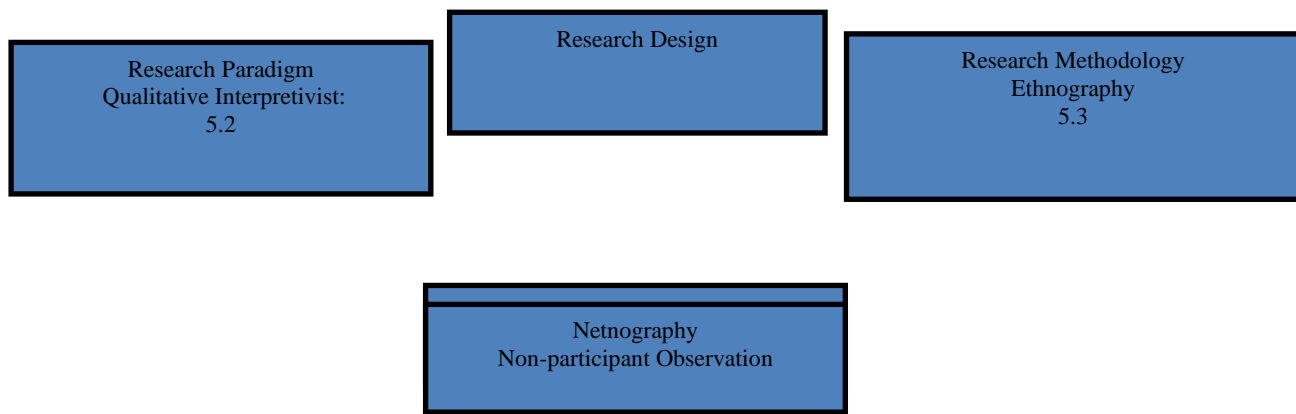 Research Paradigm
Qualitative Interpretivist:
5.2
Research Design
Research Methodology
Ethnography
5.3
Netnography
Non-participant Observation